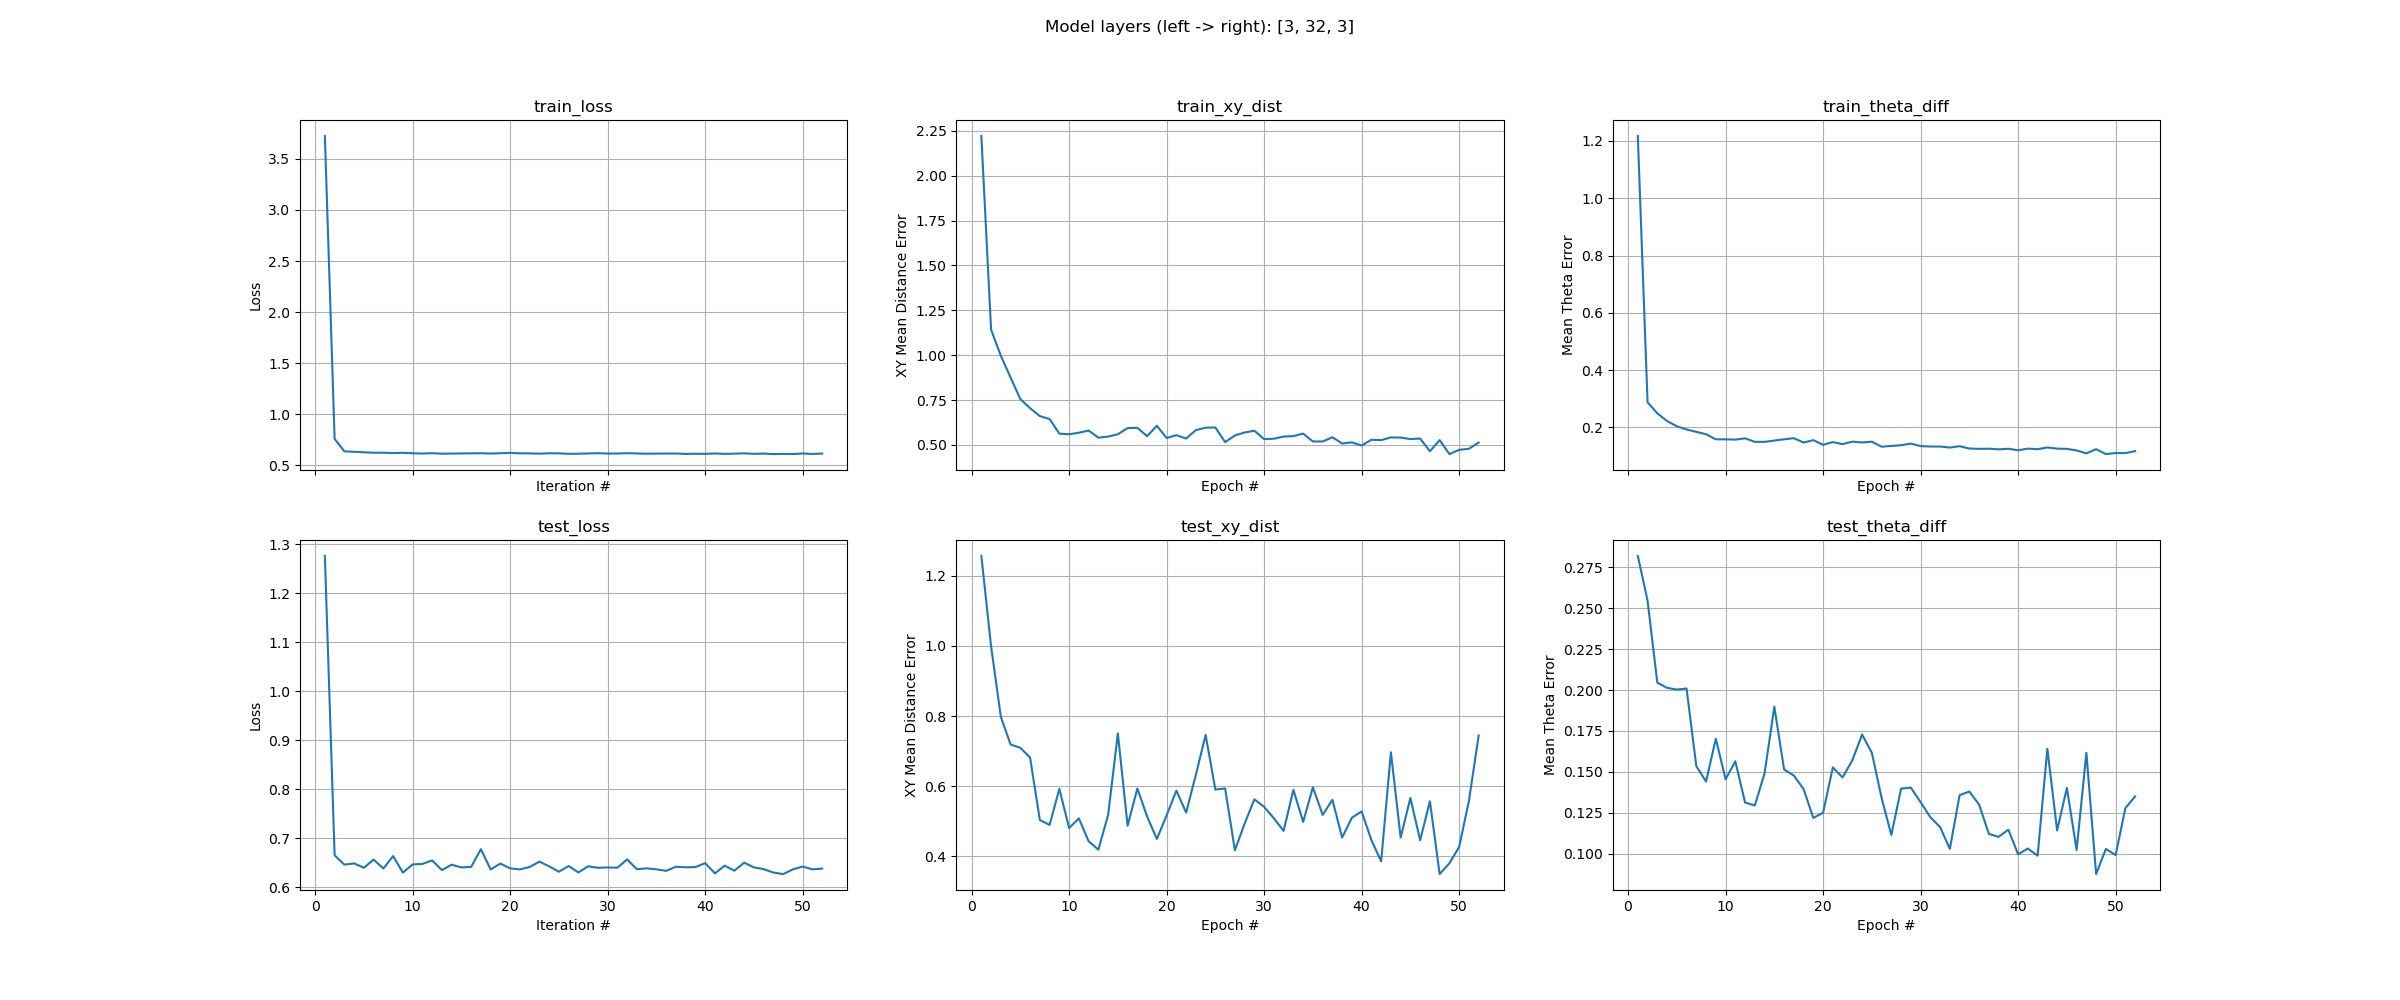 Model layers (left -> right): [3, 32, 3]
train_loss
3.5
3.0
2.5
2.0
1.5
1.0
0.5
Loss
Iteration #
train_xy_dist
2.25
2.00
1.75
1.50
1.25
1.00
0.75
0.50
XY Mean Distance Error
Epoch #
train_theta_diff
1.2
1.0
0.8
0.6
0.4
0.2
Mean Theta Error
Epoch #
test_loss
1.3
1.2
1.1
1.0
0.9
0.8
0.7
0.6
Loss
0 10 20 30 40 50
Iteration #
test_xy_dist
1.2
1.0
0.8
0.6
0.4
XY Mean Distance Error
0 10 20 30 40 50
Epoch #
test_theta_diff
0.275
0.250
0.225
0.200
0.175
0.150
0.125
0.100
Mean Theta Error
0 10 20 30 40 50
Epoch #